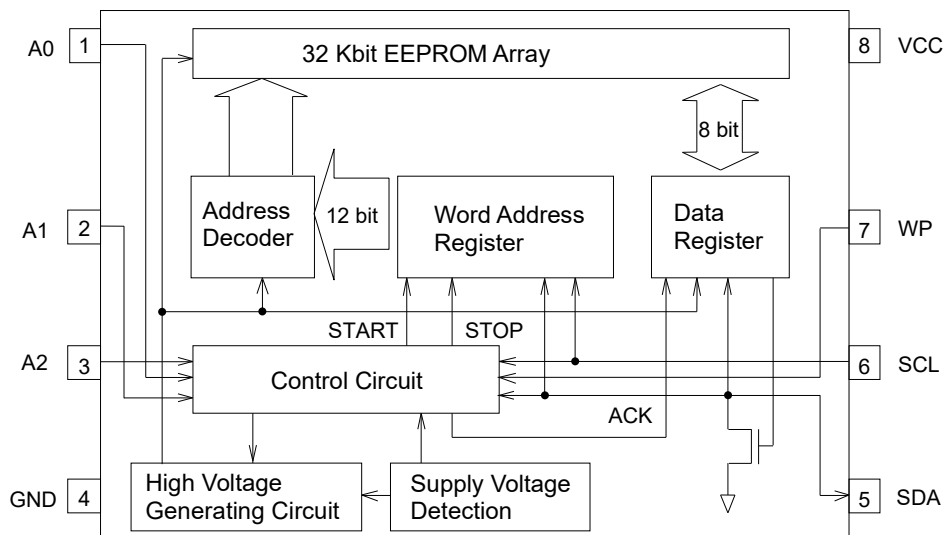 A0
1
32 Kbit EEPROM Array
8
VCC
8 bit
A1
2
Address
Decoder
12 bit
Word Address
Register
Data
Register
7
WP
START
STOP
A2
3
Control Circuit
6
SCL
ACK
GND
4
High Voltage
Generating Circuit
Supply Voltage
Detection
5
SDA